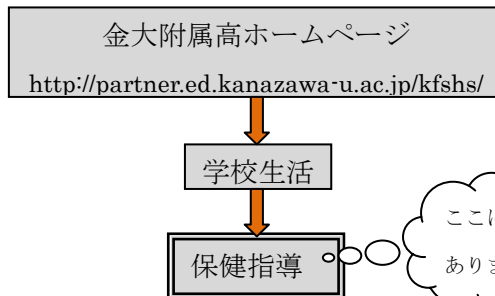 金大附属高ホームページ
http://partner.ed.kanazawa-u.ac.jp/kfshs/
学校生活
保健指導
ここに
ありま